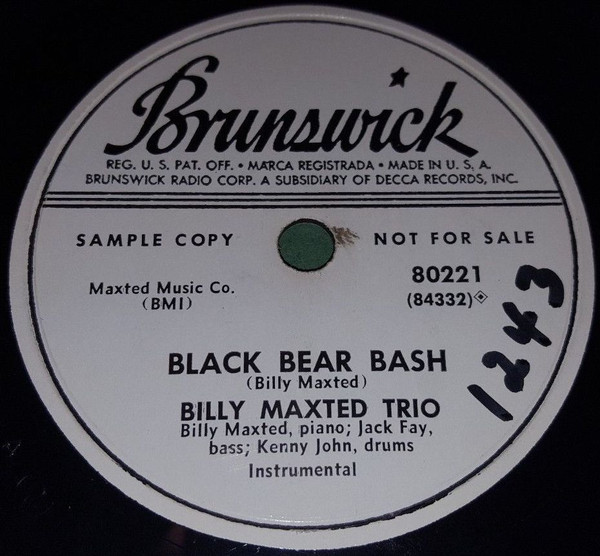 Brunswick
REG. U. S. PAT. OFF. • MARCA REGISTRADA • MADE IN U. S. A.
BRUNSWICK RADIO CORP. A SUBSIDIARY OF DECCA RECORDS, INC.
SAMPLE COPY NOT FOR SALE
Maxted Music Co.
(BMI)
80221
(84332)
1243
BLACK BEAR BASH
(Billy Maxted)
BILLY MAXTED TRIO
Billy Maxted, piano; Jack Fay,
bass; Kenny John, drums
Instrumental